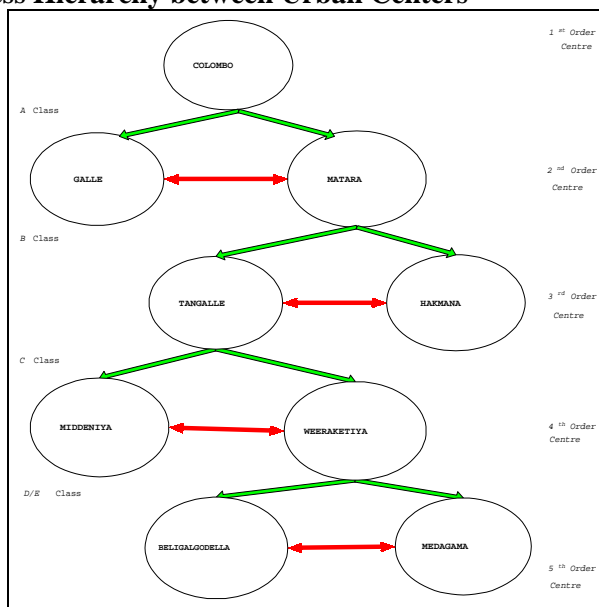 ss Hierarchy between Urban Centers
1 st Order
Centre
COLOMBO
A Class
GALLE
MATARA
2 nd Order
Centre
B Class
TANGALLE
HAKMANA
3 rd Order
Centre
C Class
MIDDENIYA
WEERAKETIYA
4 th Order
Centre
D/E Class
BELIGALGODELLA
MEDAGAMA
5 th Order
Centre